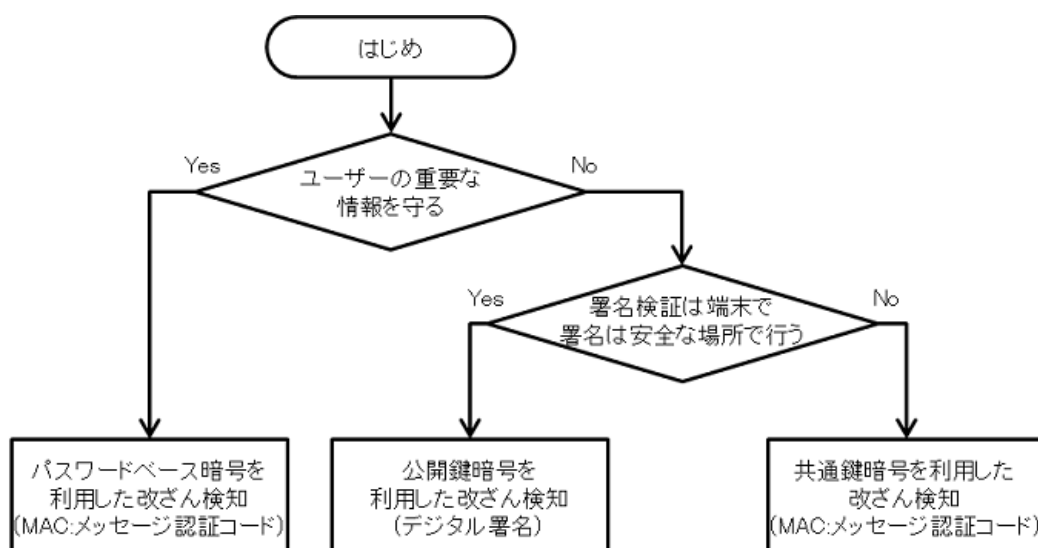 はじめ
Yes
No
ユーザーの重要な
情報を守る
Yes
No
署名検証は端末で
署名は安全な場所で行う
パスワードベース暗号を
利用した改ざん検知
(MAC:メッセージ認証コード)
公開鍵暗号を
利用した改ざん検知
(デジタル署名)
共通鍵暗号を利用した
改ざん検知
(MAC:メッセージ認証コード)